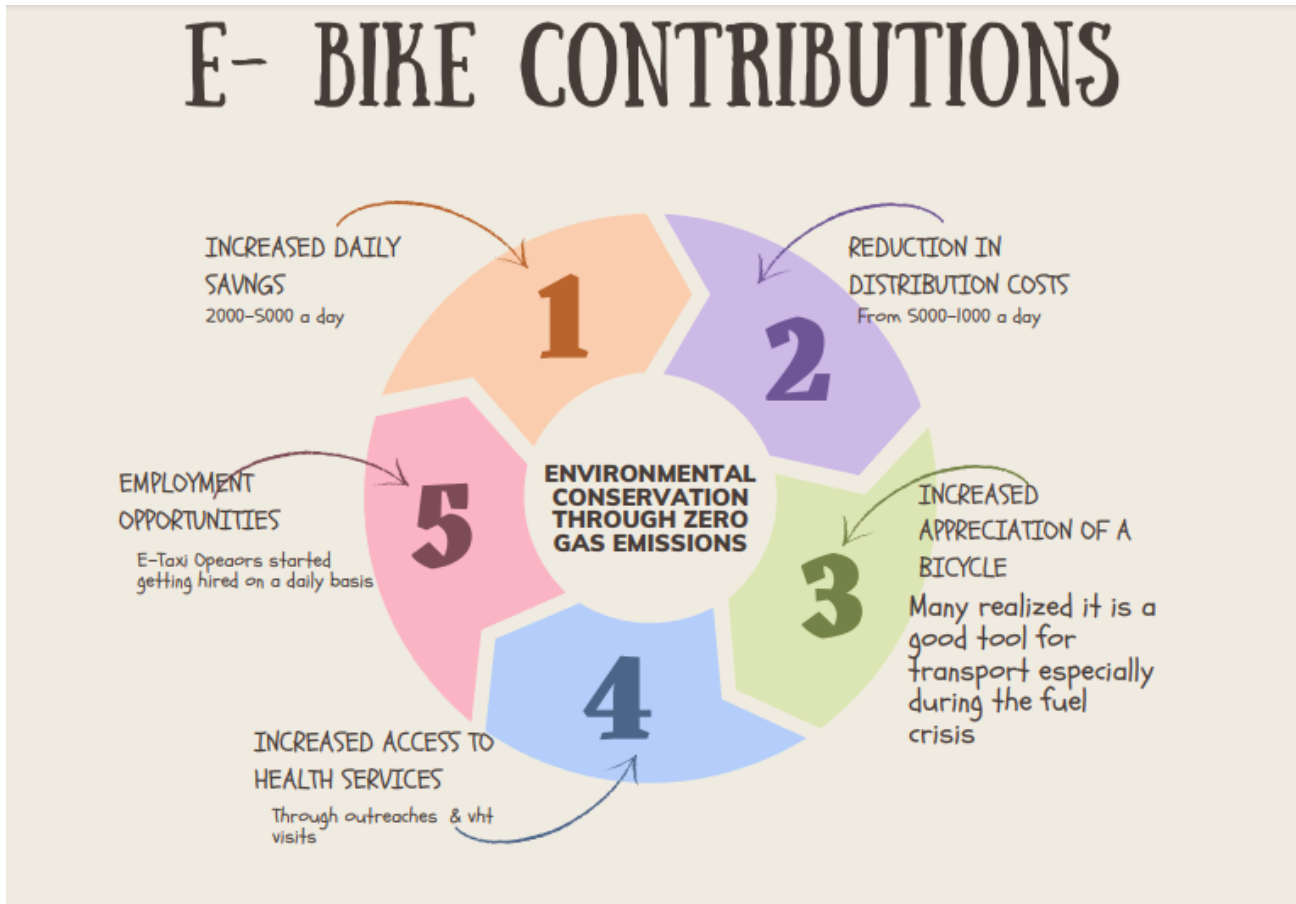 E- BIKE CONTRIBUTIONS
INCREASED DAILY
SAVNGS
2000-5000 a day
1
REDUCTION IN
DISTRIBUTION COSTS
From 5000-1000 a day
2
INCREASED
APPRECIATION OF A
BICYCLE
Many realized it is a
good tool for
transport especially
during the fuel
crisis
3
INCREASED ACCESS TO
HEALTH SERVICES
Through outreaches & vht
visits
4
EMPLOYMENT
OPPORTUNITIES
E-Taxi Opeaors started
getting hired on a daily basis
5
ENVIRONMENTAL
CONSERVATION
THROUGH ZERO
GAS EMISSIONS